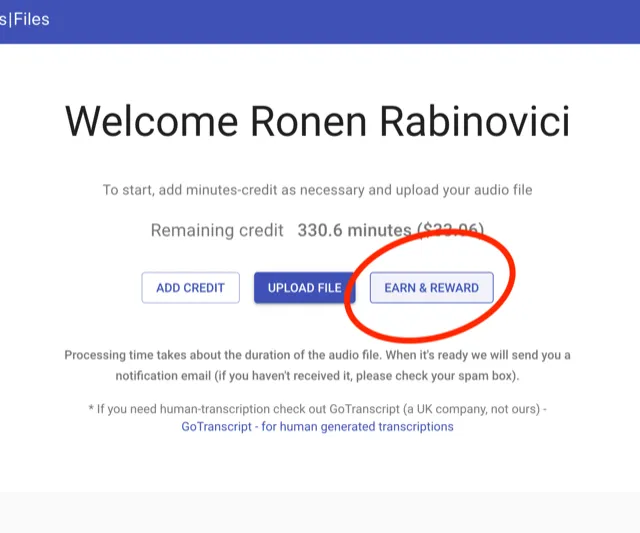 s|Files
Welcome Ronen Rabinovici
To start, add minutes-credit as necessary and upload your audio file
Remaining credit 330.6 minutes ($33.06)
ADD CREDIT UPLOAD FILE EARN & REWARD
Processing time takes about the duration of the audio file. When it's ready we will send you a
notification email (if you haven't received it, please check your spam box).
* If you need human-transcription check out GoTranscript (a UK company, not ours) -
GoTranscript - for human generated transcriptions